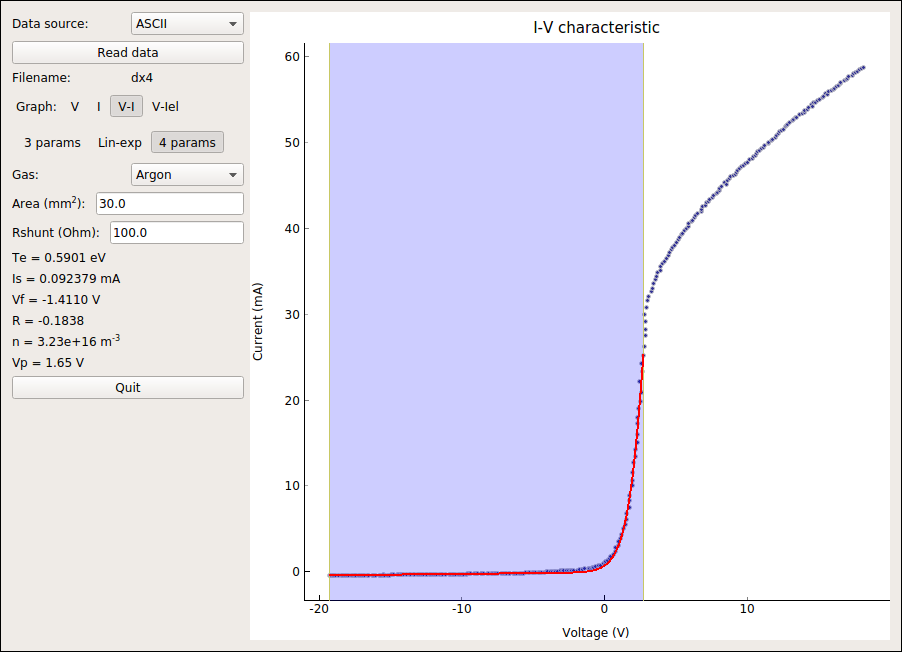 Data source: ASCII
Read data
Filename: dx4
Graph: V I V-I V-Iel
3 params Lin-exp 4 params
Gas: Argon
Area (mm²): 30.0
Rshunt (Ohm): 100.0
Te = 0.5901 eV
Is = 0.092379 mA
Vf = -1.4110 V
R = -0.1838
n = 3.23e+16 m⁻³
Vp = 1.65 V
Quit
I-V characteristic
Current (mA)
60
50
40
30
20
10
0
-20 -10 0 10
Voltage (V)